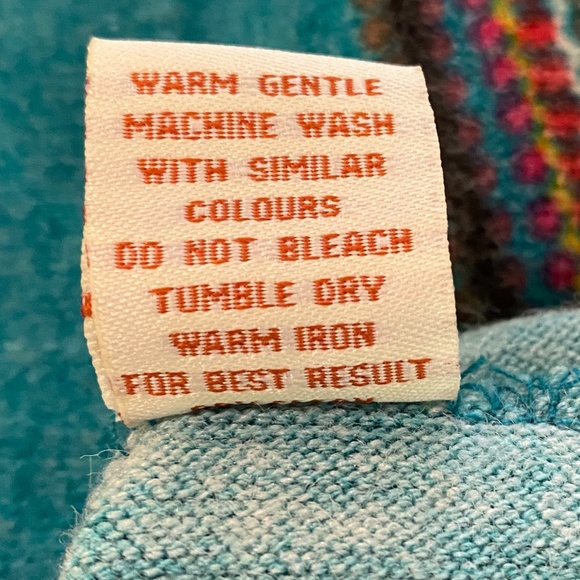 WARM GENTLE
MACHINE WASH
WITH SIMILAR
COLOURS
DO NOT BLEACH
TUMBLE DRY
WARM IRON
FOR BEST RESULT